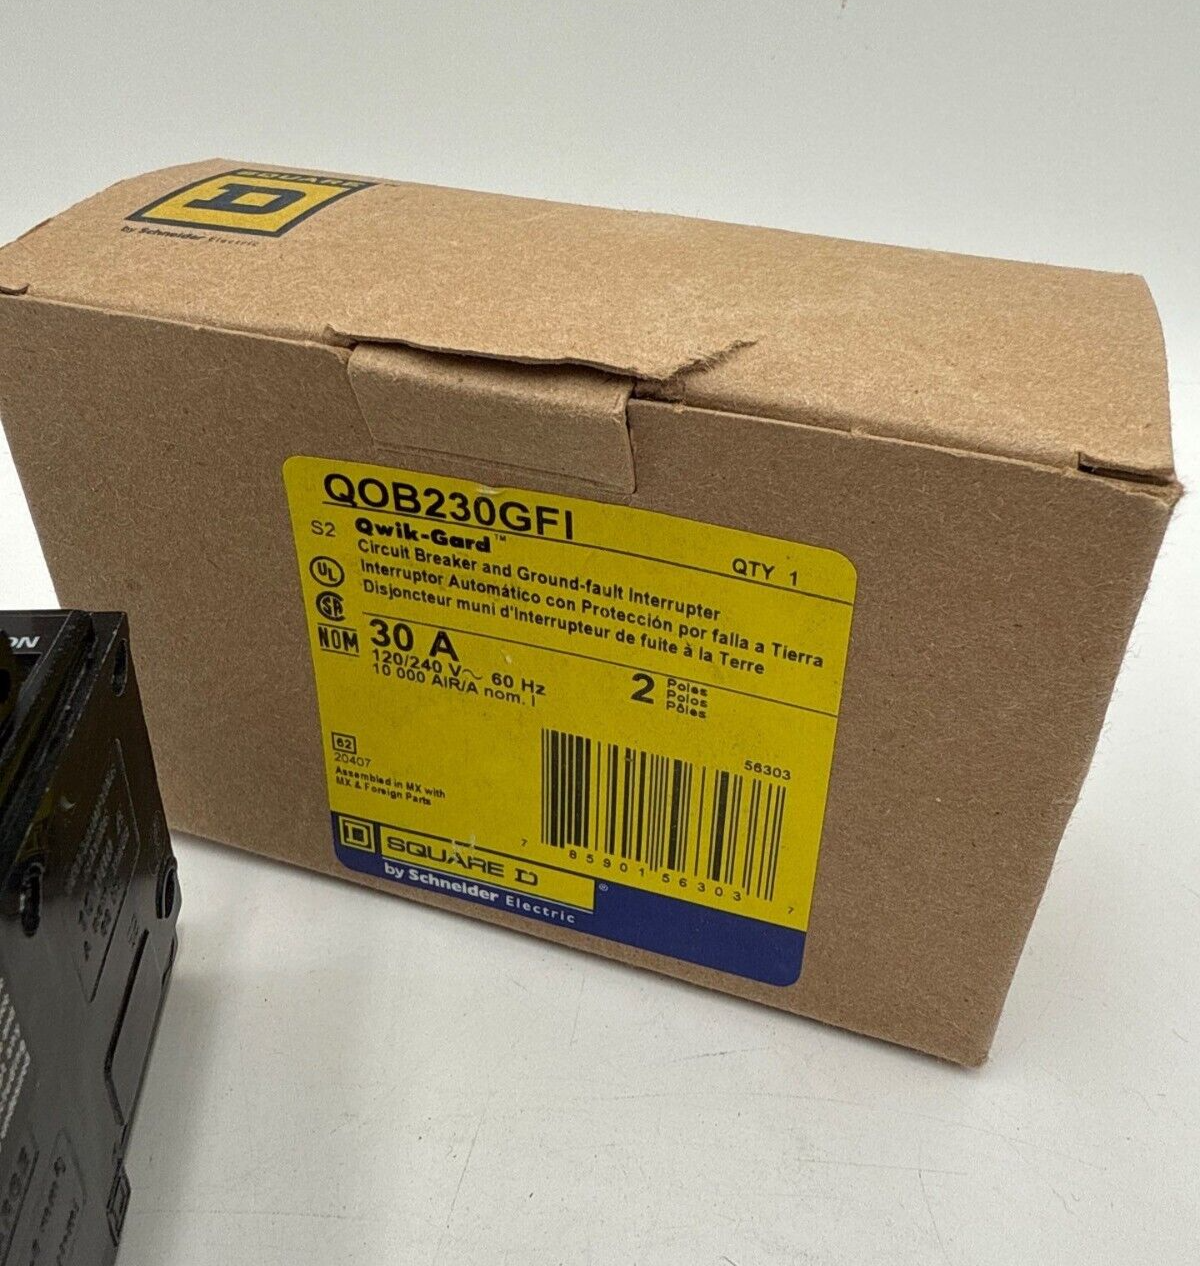 SQUARE D
by Schneider Electric
QOB230GFI
S2 Qwik-Gard™ QTY 1
Circuit Breaker and Ground-fault Interrupter
Interruptor Automático con Protección por falla a Tierra
Disjoncteur muni d'Interrupteur de fuite à la Terre
UL
SA
NOM
30 A
120/240 V~ 60 Hz
10 000 AIR/A nom. I
2
Poles
Polos
Pôles
62
20407
Assembled in MX with
MX & Foreign Parts
56303
7 85901 56303 7
D SQUARE D ®
by Schneider Electric
ON